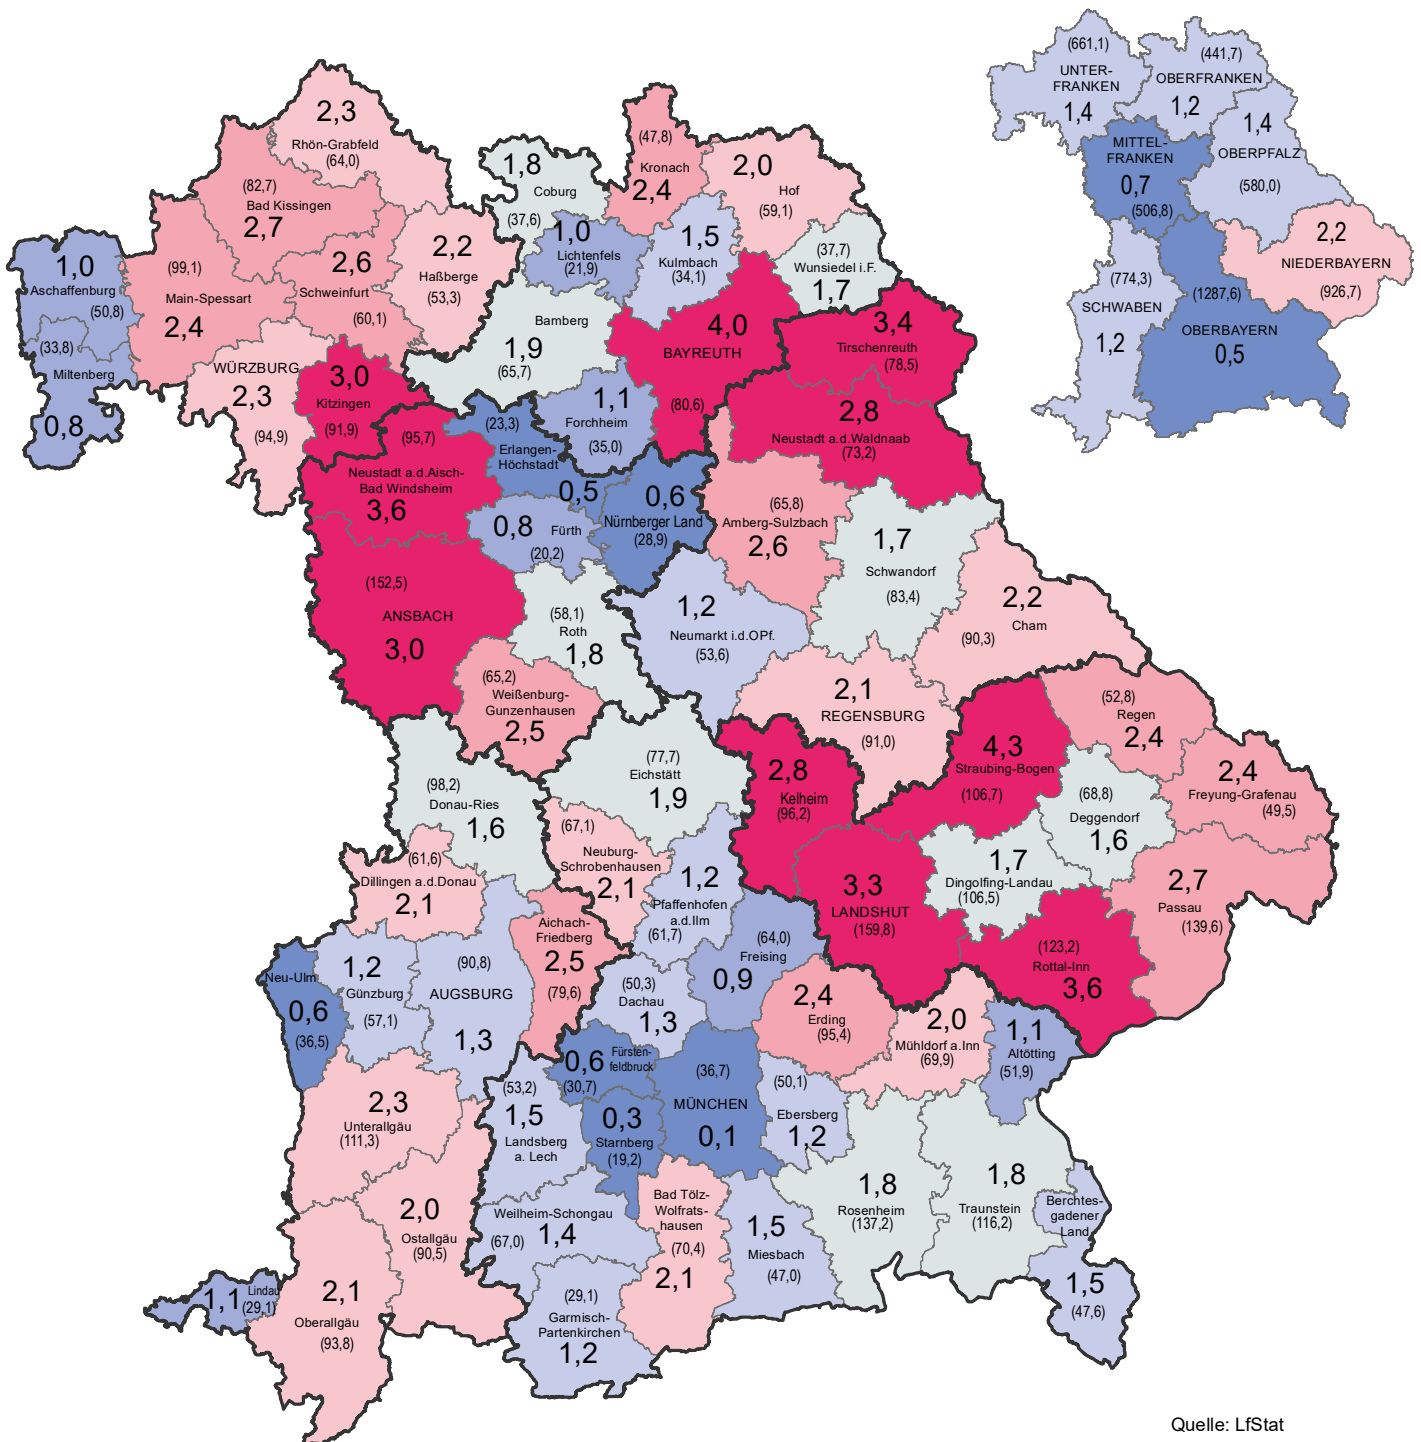 2,3
Rhön-Grabfeld
(64,0)
(82,7)
Bad Kissingen
2,7
(99,1)
Main-Spessart
2,4
2,6
Schweinfurt
(60,1)
2,2
Haßberge
(53,3)
1,0
Aschaffenburg
(50,8)
(33,8)
Miltenberg
0,8
WÜRZBURG
2,3
(94,9)
3,0
Kitzingen
(91,9)
1,8
Coburg
(37,6)
(47,8)
Kronach
2,4
2,0
Hof
(59,1)
1,0
Lichtenfels
(21,9)
1,5
Kulmbach
(34,1)
(37,7)
Wunsiedel i.F.
1,7
Bamberg
1,9
(65,7)
4,0
BAYREUTH
(80,6)
1,1
Forchheim
(35,0)
3,4
Tirschenreuth
(78,5)
2,8
Neustadt a.d.Waldnaab
(73,2)
(95,7)
Neustadt a.d.Aisch-
Bad Windsheim
3,6
(23,3)
Erlangen-
Höchstadt
0,5
0,6
Nürnberger Land
(28,9)
0,8
Fürth
(20,2)
(152,5)
ANSBACH
3,0
(58,1)
Roth
1,8
(65,2)
Weißenburg-
Gunzenhausen
2,5
(65,8)
Amberg-Sulzbach
2,6
1,7
Schwandorf
(83,4)
1,2
Neumarkt i.d.OPf.
(53,6)
2,2
Cham
(90,3)
2,1
REGENSBURG
(91,0)
(52,8)
Regen
2,4
4,3
Straubing-Bogen
(106,7)
2,4
Freyung-Grafenau
(49,5)
(68,8)
Deggendorf
1,6
2,8
Kelheim
(96,2)
1,7
Dingolfing-Landau
(106,5)
3,3
LANDSHUT
(159,8)
2,7
Passau
(139,6)
(123,2)
Rottal-Inn
3,6
(77,7)
Eichstätt
1,9
(98,2)
Donau-Ries
1,6
(67,1)
Neuburg-
Schrobenhausen
2,1
1,2
Pfaffenhofen
a.d.Ilm
(61,7)
(61,6)
Dillingen a.d.Donau
2,1
Aichach-
Friedberg
2,5
(79,6)
(90,8)
AUGSBURG
1,3
1,2
Günzburg
(57,1)
Neu-Ulm
0,6
(36,5)
(64,0)
Freising
0,9
(50,3)
Dachau
1,3
2,4
Erding
(95,4)
2,0
Mühldorf a.Inn
(69,9)
1,1
Altötting
(51,9)
0,6
Fürsten-
feldbruck
(30,7)
(36,7)
MÜNCHEN
0,1
(50,1)
Ebersberg
1,2
0,3
Starnberg
(19,2)
(53,2)
1,5
Landsberg
a. Lech
2,3
Unterallgäu
(111,3)
2,0
Ostallgäu
(90,5)
Weilheim-Schongau
(67,0)
1,4
Bad Tölz-
Wolfrats-
hausen
(70,4)
2,1
1,5
Miesbach
(47,0)
1,8
Rosenheim
(137,2)
1,8
Traunstein
(116,2)
Berchtes-
gadener
Land
1,5
(47,6)
1,1
Lindau
(29,1)
2,1
Oberallgäu
(93,8)
(29,1)
Garmisch-
Partenkirchen
1,2
(661,1)
UNTER-
FRANKEN
1,4
(441,7)
OBERFRANKEN
1,2
MITTEL-
FRANKEN
0,7
(506,8)
1,4
OBERPFALZ
(580,0)
2,2
NIEDERBAYERN
(926,7)
(774,3)
SCHWABEN
1,2
(1287,6)
OBERBAYERN
0,5
Quelle: LfStat